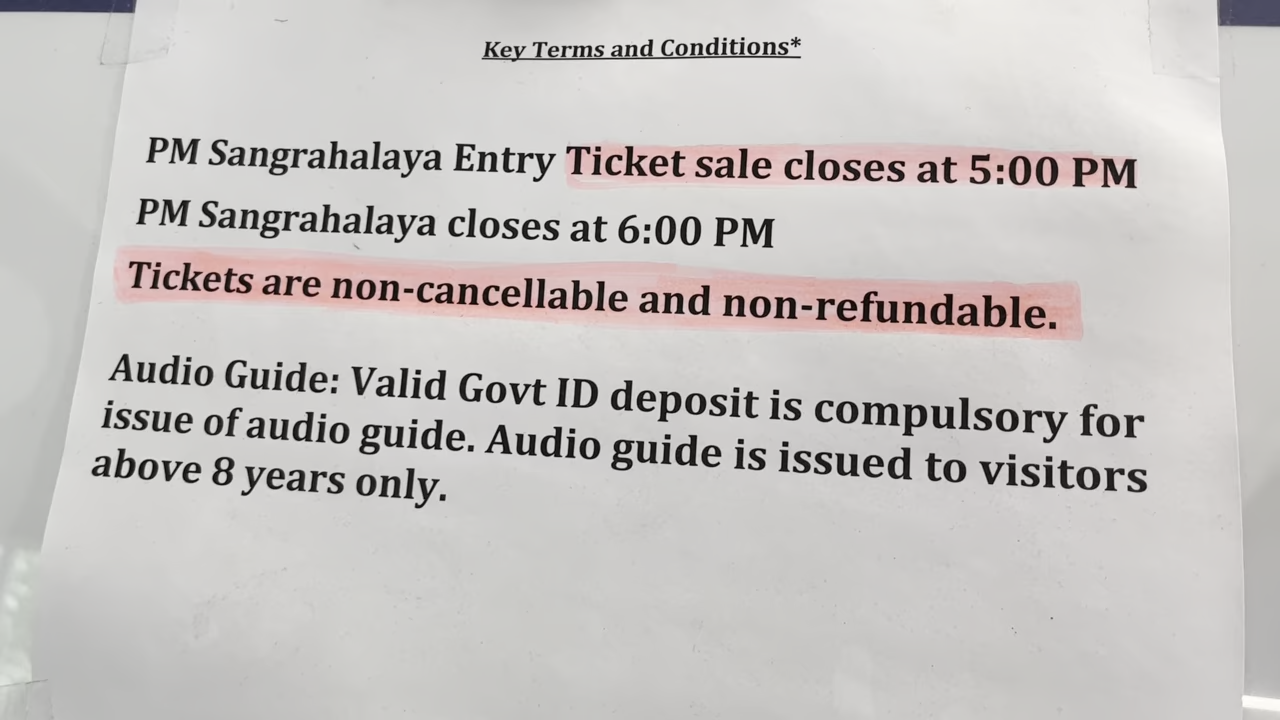 Key Terms and Conditions*
PM Sangrahalaya Entry Ticket sale closes at 5:00 PM
PM Sangrahalaya closes at 6:00 PM
Tickets are non-cancellable and non-refundable.
Audio Guide: Valid Govt ID deposit is compulsory for
issue of audio guide. Audio guide is issued to visitors
above 8 years only.